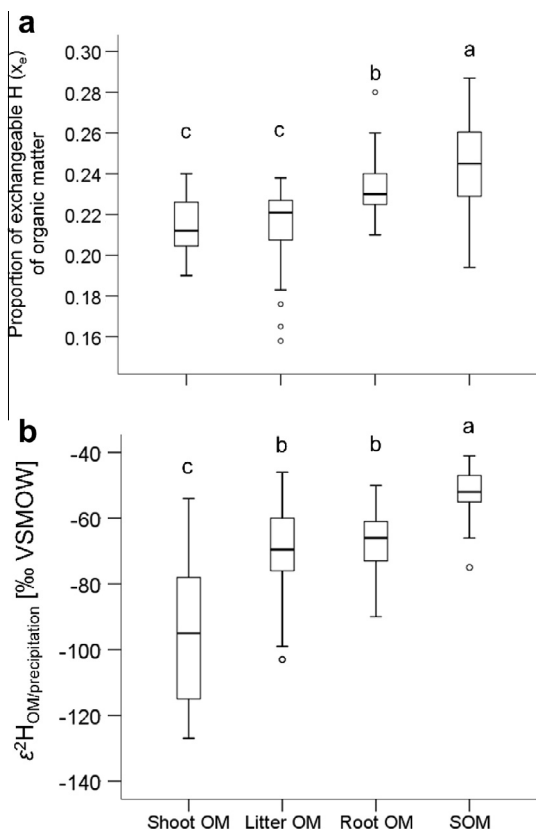 a
Proportion of exchangeable H (xₑ)
of organic matter
0.30
0.28
0.26
0.24
0.22
0.20
0.18
0.16
c
c
b
a
b
ε²H_OM/precipitation [‰ VSMOW]
-40
-60
-80
-100
-120
-140
c
b
b
a
Shoot OM Litter OM Root OM SOM